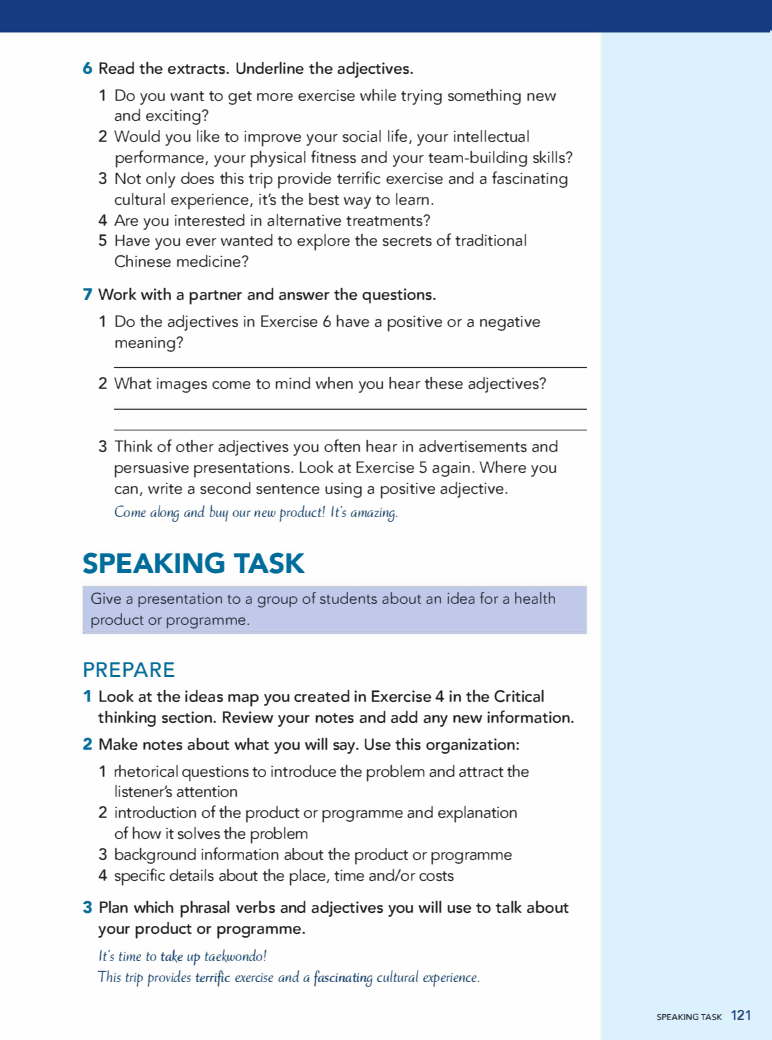 6 Read the extracts. Underline the adjectives.
1 Do you want to get more exercise while trying something new
and exciting?
2 Would you like to improve your social life, your intellectual
performance, your physical fitness and your team-building skills?
3 Not only does this trip provide terrific exercise and a fascinating
cultural experience, it's the best way to learn.
4 Are you interested in alternative treatments?
5 Have you ever wanted to explore the secrets of traditional
Chinese medicine?
7 Work with a partner and answer the questions.
1 Do the adjectives in Exercise 6 have a positive or a negative
meaning?
2 What images come to mind when you hear these adjectives?
3 Think of other adjectives you often hear in advertisements and
persuasive presentations. Look at Exercise 5 again. Where you
can, write a second sentence using a positive adjective.
Come along and buy our new product! It's amazing.
SPEAKING TASK
Give a presentation to a group of students about an idea for a health
product or programme.
PREPARE
1 Look at the ideas map you created in Exercise 4 in the Critical
thinking section. Review your notes and add any new information.
2 Make notes about what you will say. Use this organization:
1 rhetorical questions to introduce the problem and attract the
listener's attention
2 introduction of the product or programme and explanation
of how it solves the problem
3 background information about the product or programme
4 specific details about the place, time and/or costs
3 Plan which phrasal verbs and adjectives you will use to talk about
your product or programme.
It's time to take up taekwondo!
This trip provides terrific exercise and a fascinating cultural experience.
SPEAKING TASK 121